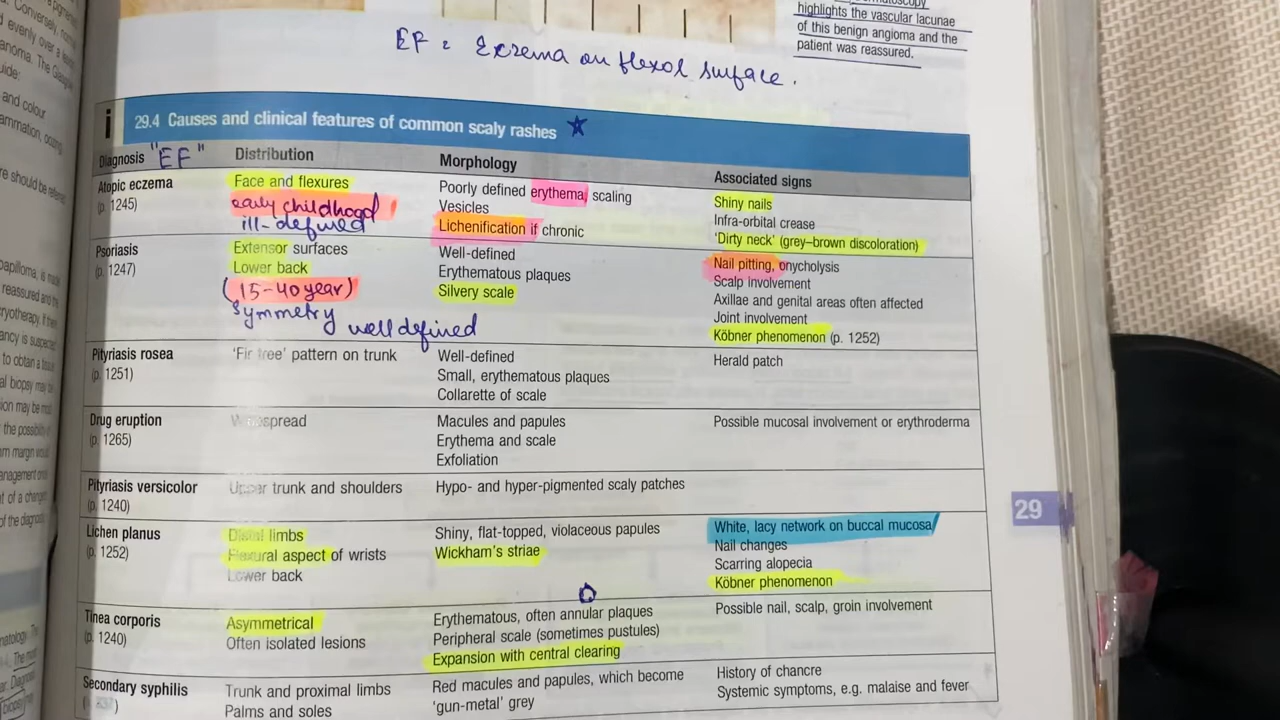 highlights the vascular lacunae
of this benign angioma and the
patient was reassured.
EF : Eczema on flexol surface.
i 29.4 Causes and clinical features of common scaly rashes
Diagnosis "EF" Distribution Morphology Associated signs
Atopic eczema
(p. 1245)
Face and flexures
early childhood
ill-defined
Poorly defined erythema, scaling
Vesicles
Lichenification if chronic
Shiny nails
Infra-orbital crease
'Dirty neck' (grey–brown discoloration)
Psoriasis
(p. 1247)
Extensor surfaces
Lower back
(15-40 year)
Symmetry well defined
Well-defined
Erythematous plaques
Silvery scale
Nail pitting, onycholysis
Scalp involvement
Axillae and genital areas often affected
Joint involvement
Köbner phenomenon (p. 1252)
Pityriasis rosea
(p. 1251)
'Fir tree' pattern on trunk
Well-defined
Small, erythematous plaques
Collarette of scale
Herald patch
Drug eruption
(p. 1265)
Widespread
Macules and papules
Erythema and scale
Exfoliation
Possible mucosal involvement or erythroderma
Pityriasis versicolor
(p. 1240)
Upper trunk and shoulders
Hypo- and hyper-pigmented scaly patches
Lichen planus
(p. 1252)
Distal limbs
Flexural aspect of wrists
Lower back
Shiny, flat-topped, violaceous papules
Wickham's striae
White, lacy network on buccal mucosa
Nail changes
Scarring alopecia
Köbner phenomenon
Tinea corporis
(p. 1240)
Asymmetrical
Often isolated lesions
Erythematous, often annular plaques
Peripheral scale (sometimes pustules)
Expansion with central clearing
Possible nail, scalp, groin involvement
Secondary syphilis
Trunk and proximal limbs
Palms and soles
Red macules and papules, which become
'gun-metal' grey
History of chancre
Systemic symptoms, e.g. malaise and fever
29
and colour